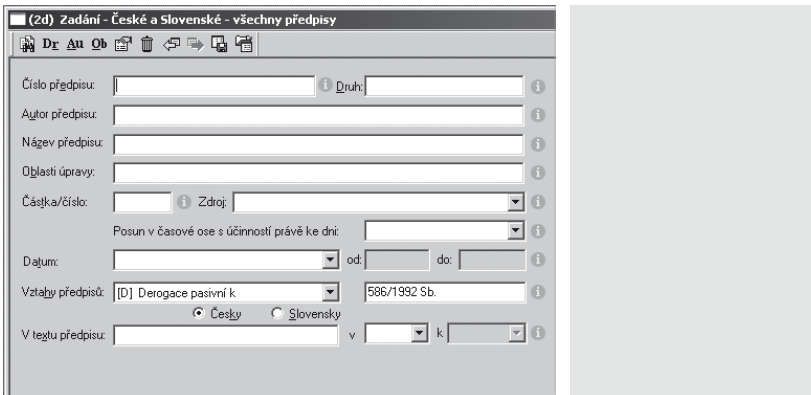 (2d) Zadání - České a Slovenské - všechny předpisy
Dr Au Ob
Číslo předpisu: Druh:
Autor předpisu:
Název předpisu:
Oblasti úpravy:
Částka/číslo: Zdroj:
Posun v časové ose s účinností právě ke dni:
Datum: od: do:
Vztahy předpisů: [D] Derogace pasivní k 586/1992 Sb.
Česky Slovensky
V textu předpisu: v k